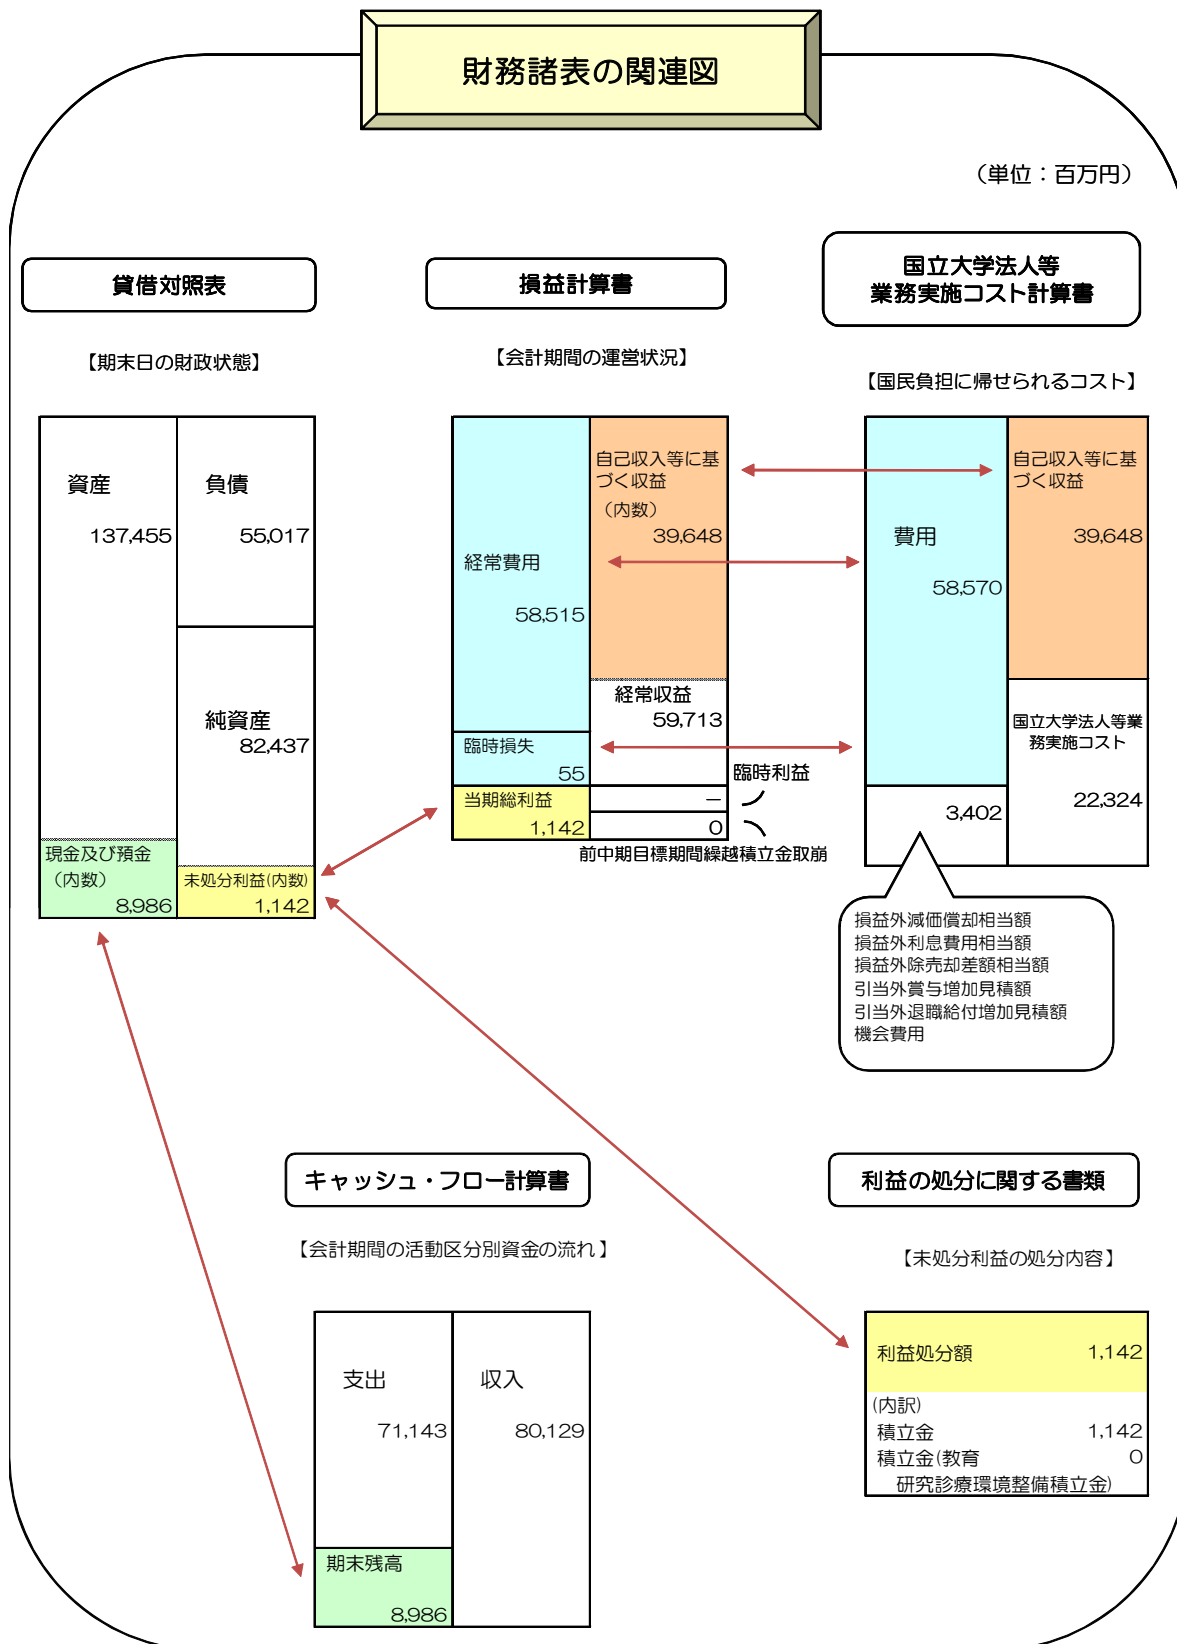 財務諸表の関連図
（単位：百万円）
貸借対照表
【期末日の財政状態】
資産
137,455
負債
55,017
純資産
82,437
現金及び預金
（内数）
8,986
未処分利益(内数)
1,142
損益計算書
【会計期間の運営状況】
経常費用
58,515
臨時損失
55
当期総利益
1,142
自己収入等に基
づく収益
（内数）
39,648
経常収益
59,713
臨時利益
－
0
前中期目標期間繰越積立金取崩
国立大学法人等
業務実施コスト計算書
【国民負担に帰せられるコスト】
費用
58,570
3,402
自己収入等に基
づく収益
39,648
国立大学法人等業
務実施コスト
22,324
損益外減価償却相当額
損益外利息費用相当額
損益外除売却差額相当額
引当外賞与増加見積額
引当外退職給付増加見積額
機会費用
キャッシュ・フロー計算書
【会計期間の活動区分別資金の流れ】
支出
71,143
収入
80,129
期末残高
8,986
利益の処分に関する書類
【未処分利益の処分内容】
利益処分額 1,142
(内訳)
積立金 1,142
積立金(教育 0
研究診療環境整備積立金)